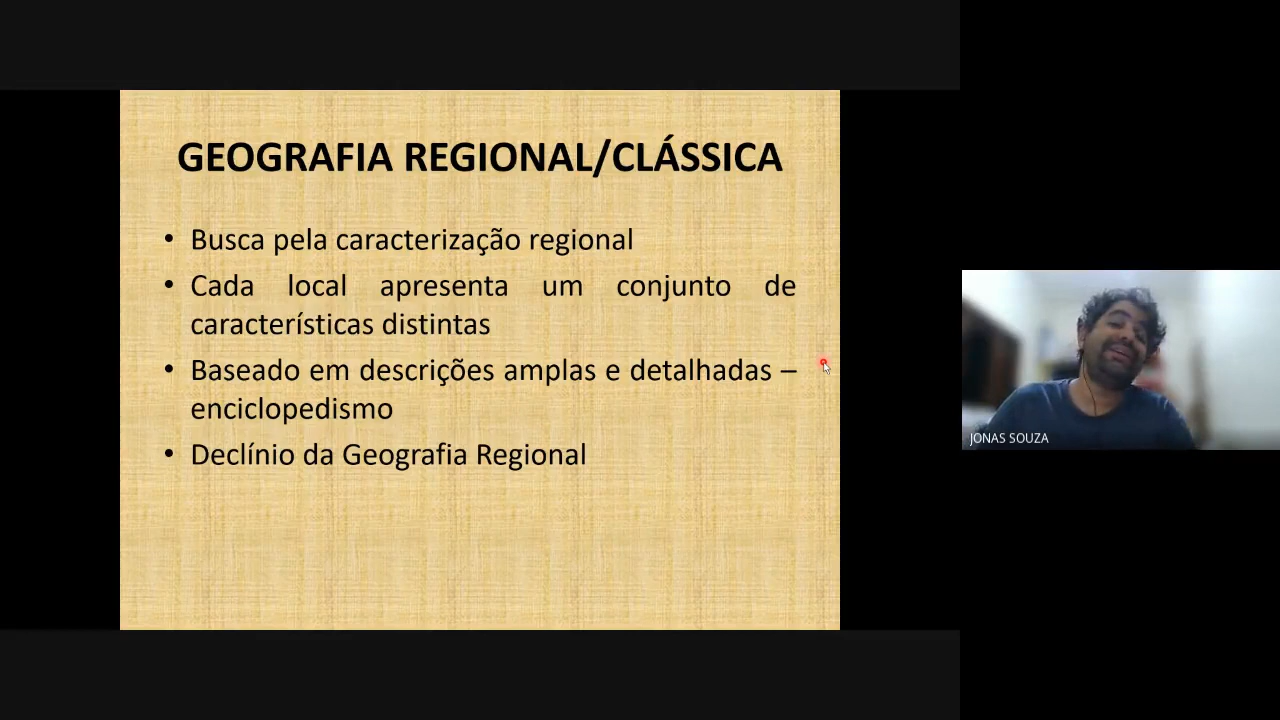 GEOGRAFIA REGIONAL/CLÁSSICA
• Busca pela caracterização regional
• Cada local apresenta um conjunto de
características distintas
• Baseado em descrições amplas e detalhadas –
enciclopedismo
• Declínio da Geografia Regional
JONAS SOUZA